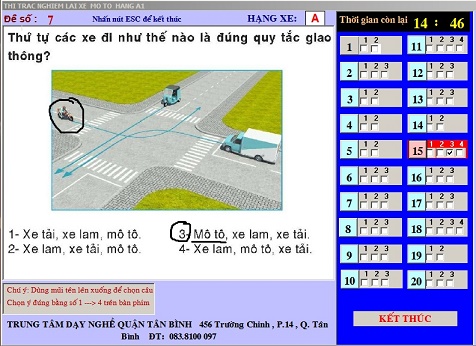 THI TRAC NGHIEM LAI XE MO TO HANG A1
Đề số : 7
Nhấn nút ESC để kết thúc
HẠNG XE: A
Thời gian còn lại 14 : 46
Thứ tự các xe đi như thế nào là đúng quy tắc giao
thông?
1- Xe tải, xe lam, mô tô.
2- Xe lam, xe tải, mô tô.
3- Mô tô, xe lam, xe tải.
4- Xe lam, mô tô, xe tải.
Chú ý: Dùng mũi tên lên xuống để chọn câu
Chọn ý đúng bằng số 1 ---> 4 trên bàn phím
TRUNG TÂM DẠY NGHỀ QUẬN TÂN BÌNH 456 Trường Chinh , P.14 , Q. Tân
Bình ĐT: 083.8100 097
1 1 2
2 1 2 3
3 1 2
4 1 2
5 1 2
6 1 2
7 1 2
8 1 2 3
9 1 2
10 1 2 3
11 1 2 3 4
12 1 2 3
13 1 2 3
14 1 2
15 1 2 3 4
16 1 2 3
17 1 2 3
18 1 2 3 4
19 1 2
20 1 2 3
KẾT THÚC